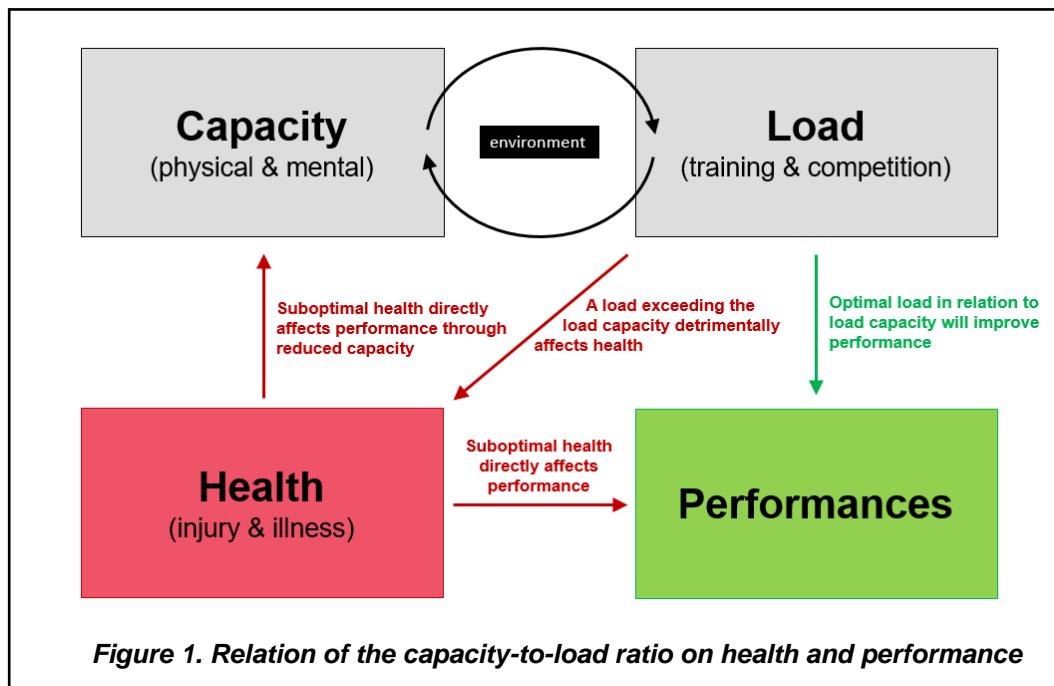 Capacity
(physical & mental)
environment
Load
(training & competition)
Suboptimal health directly
affects performance through
reduced capacity
A load exceeding the
load capacity detrimentally
affects health
Optimal load in relation to
load capacity will improve
performance
Health
(injury & illness)
Suboptimal health
directly affects
performance
Performances
Figure 1. Relation of the capacity-to-load ratio on health and performance